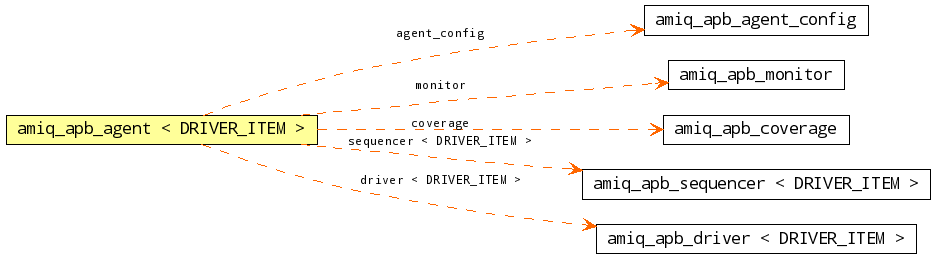 amiq_apb_agent_config
agent_config
amiq_apb_monitor
monitor
amiq_apb_agent < DRIVER_ITEM >
coverage
amiq_apb_coverage
sequencer < DRIVER_ITEM >
amiq_apb_sequencer < DRIVER_ITEM >
driver < DRIVER_ITEM >
amiq_apb_driver < DRIVER_ITEM >